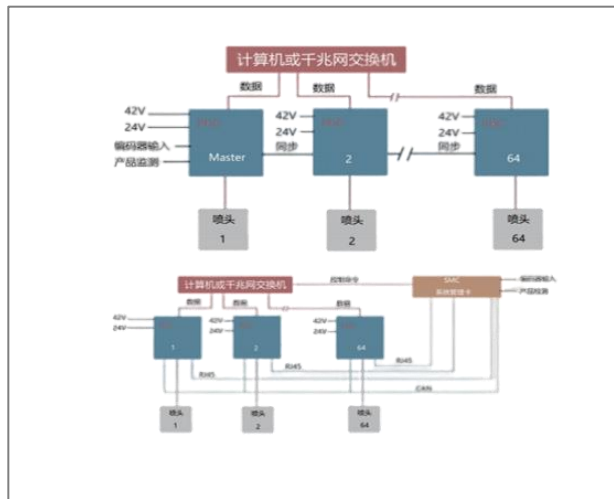 计算机或千兆网交换机
数据 数据 数据
42V
24V
编码器输入
产品监测
Master
42V
24V
同步
2
42V
24V
同步
64
喷头
1
喷头
2
喷头
64
计算机或千兆网交换机
控制命令
SMC
系统管理卡
编码器输入
产品检测
数据 数据 数据
42V
24V
1
42V
24V
2
42V
24V
64
RJ45
RJ45
RJ45
CAN
喷头
1
喷头
2
喷头
64